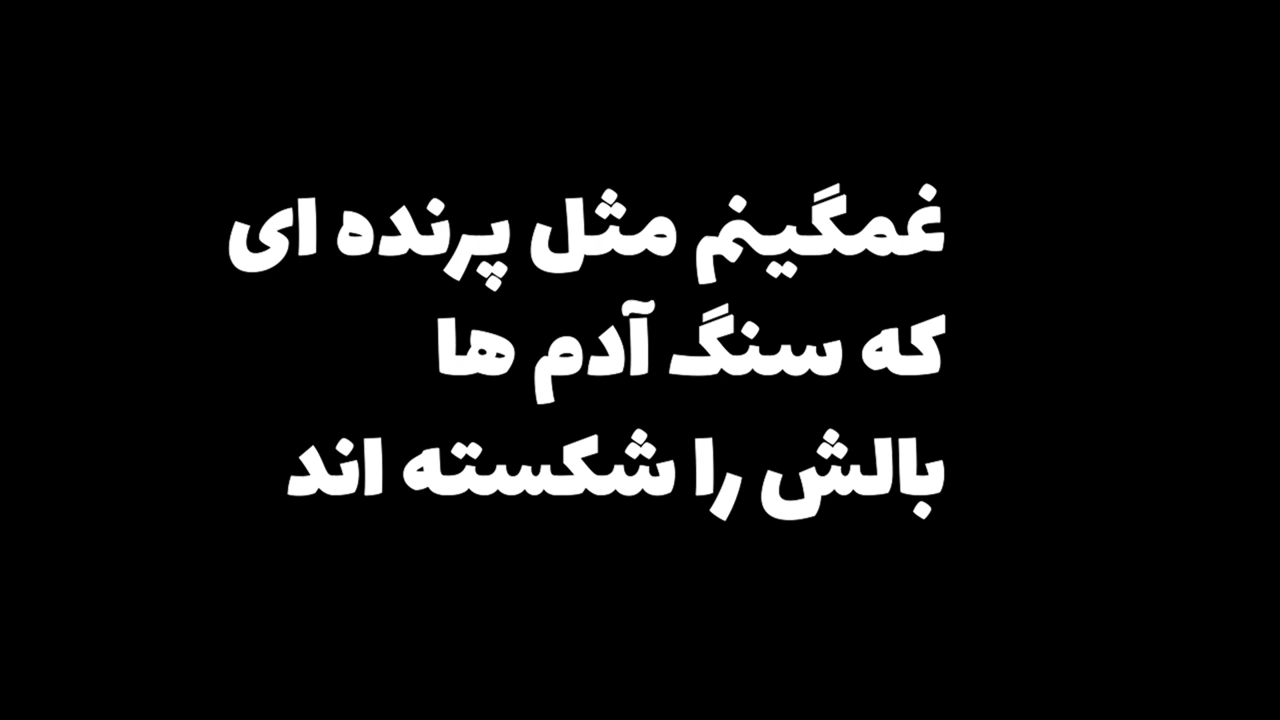 غمگینم مثل پرنده ای
که سنگ آدم ها
بالش را شکسته اند